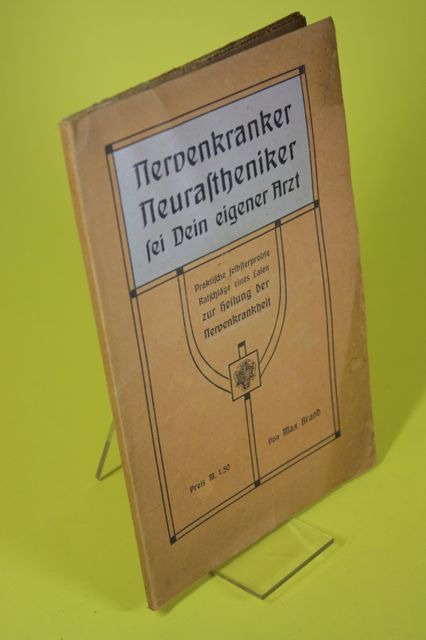 Nervenkranker
Neuraſtheniker
ſei Dein eigener Arzt
Praktiſche ſelbſterprobte
Ratſchläge eines Laien
zur Heilung der
Nervenkrankheit
Preis M. 1.50
Von Max Brand